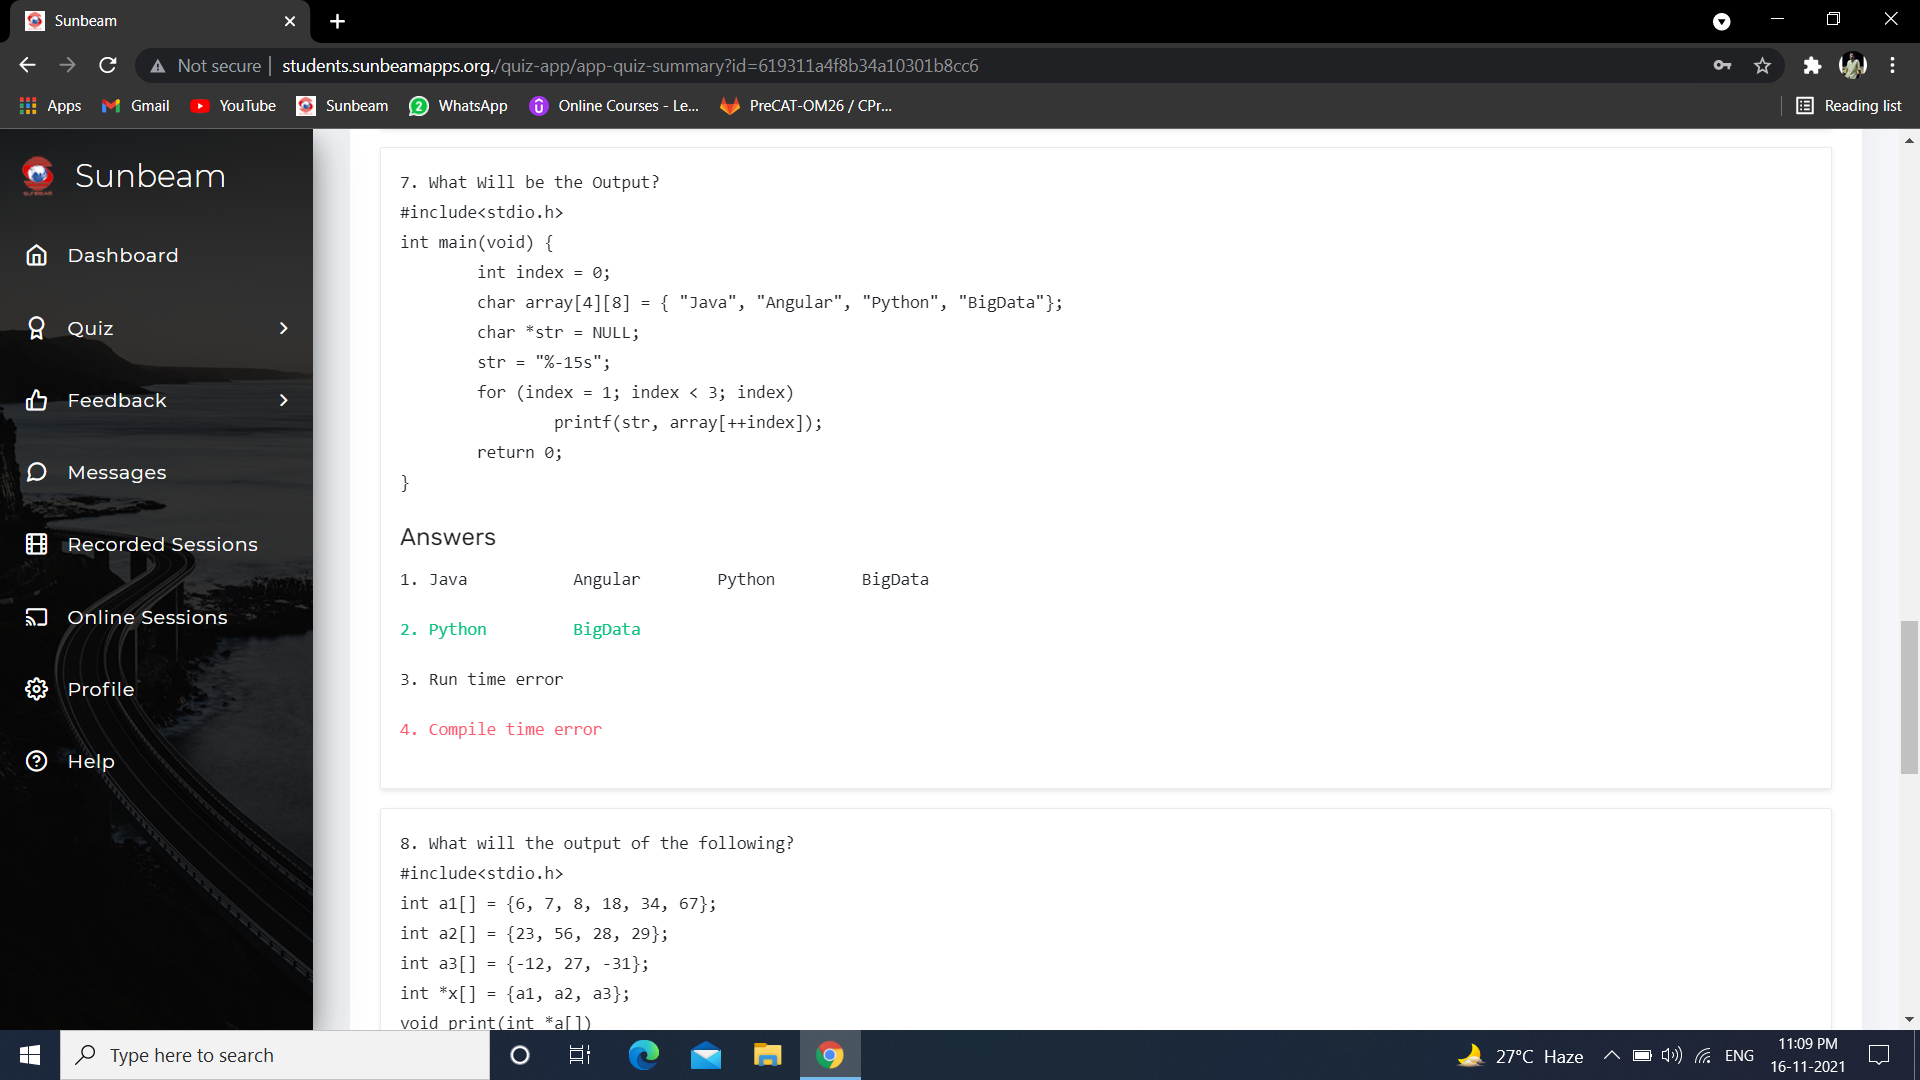 Sunbeam
Not secure
students.sunbeamapps.org./quiz-app/app-quiz-summary?id=619311a4f8b34a10301b8cc6
Apps
Gmail
YouTube
Sunbeam
2
WhatsApp
Online Courses - Le...
PreCAT-OM26 / CPr...
Reading list
Sunbeam
Dashboard
Quiz
Feedback
Messages
Recorded Sessions
Online Sessions
Profile
Help
7. What Will be the Output?
#include<stdio.h>
int main(void) {
int index = 0;
char array[4][8] = { "Java", "Angular", "Python", "BigData"};
char *str = NULL;
str = "%-15s";
for (index = 1; index < 3; index)
printf(str, array[++index]);
return 0;
}
Answers
1. Java Angular Python BigData
2. Python BigData
3. Run time error
4. Compile time error
8. What will the output of the following?
#include<stdio.h>
int a1[] = {6, 7, 8, 18, 34, 67};
int a2[] = {23, 56, 28, 29};
int a3[] = {-12, 27, -31};
int *x[] = {a1, a2, a3};
void print(int *a[])
Type here to search
27°C Haze
ENG
11:09 PM
16-11-2021